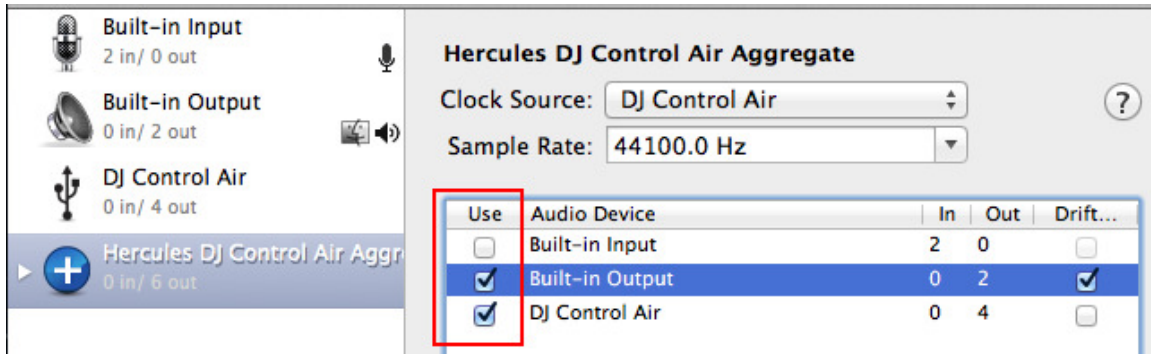 Built-in Input
2 in/ 0 out
Built-in Output
0 in/ 2 out
DJ Control Air
0 in/ 4 out
Hercules DJ Control Air Aggr
0 in/ 6 out
Hercules DJ Control Air Aggregate
Clock Source: DJ Control Air
?
Sample Rate: 44100.0 Hz
Use Audio Device In Out Drift...
Built-in Input 2 0
Built-in Output 0 2
DJ Control Air 0 4